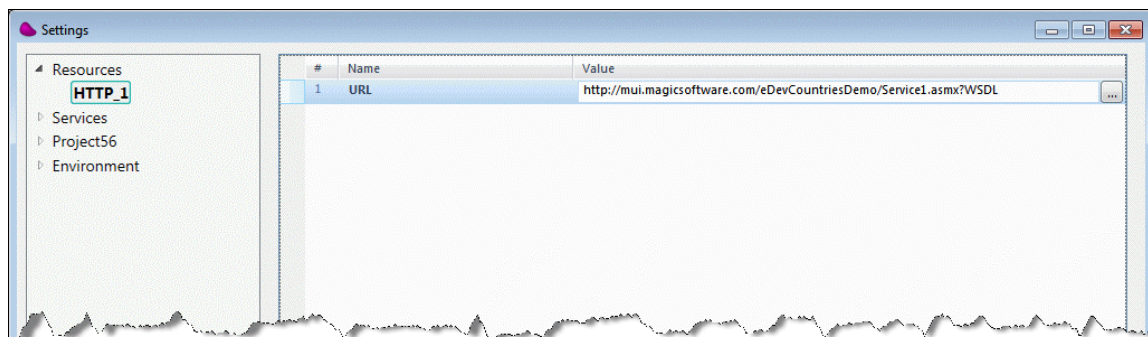 Settings
Resources
HTTP_1
Services
Project56
Environment
# Name Value
1 URL http://mui.magicsoftware.com/eDevCountriesDemo/Service1.asmx?WSDL ...